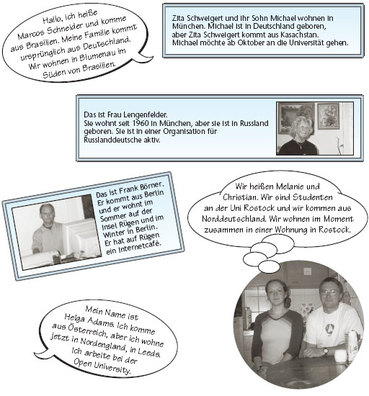 Hallo, ich heiße
Marcos Schneider und komme
aus Brasilien. Meine Familie kommt
ursprünglich aus Deutschland.
Wir wohnen in Blumenau im
Süden von Brasilien.
Zita Schweigert und ihr Sohn Michael wohnen in
München. Michael ist in Deutschland geboren,
aber Zita Schweigert kommt aus Kasachstan.
Michael möchte ab Oktober an die Universität gehen.
Das ist Frau Lengenfelder.
Sie wohnt seit 1960 in München, aber sie ist in Russland
geboren. Sie ist in einer Organisation für
Russlanddeutsche aktiv.
Das ist Frank Börner.
Er kommt aus Berlin
und er wohnt im
Sommer auf der
Insel Rügen und im
Winter in Berlin.
Er hat auf Rügen
ein Internetcafé.
Wir heißen Melanie und
Christian. Wir sind Studenten
an der Uni Rostock und wir kommen aus
Norddeutschland. Wir wohnen im Moment
zusammen in einer Wohnung in Rostock.
Mein Name ist
Helga Adams. Ich komme
aus Österreich, aber ich wohne
jetzt in Nordengland, in Leeds.
Ich arbeite bei der
Open University.